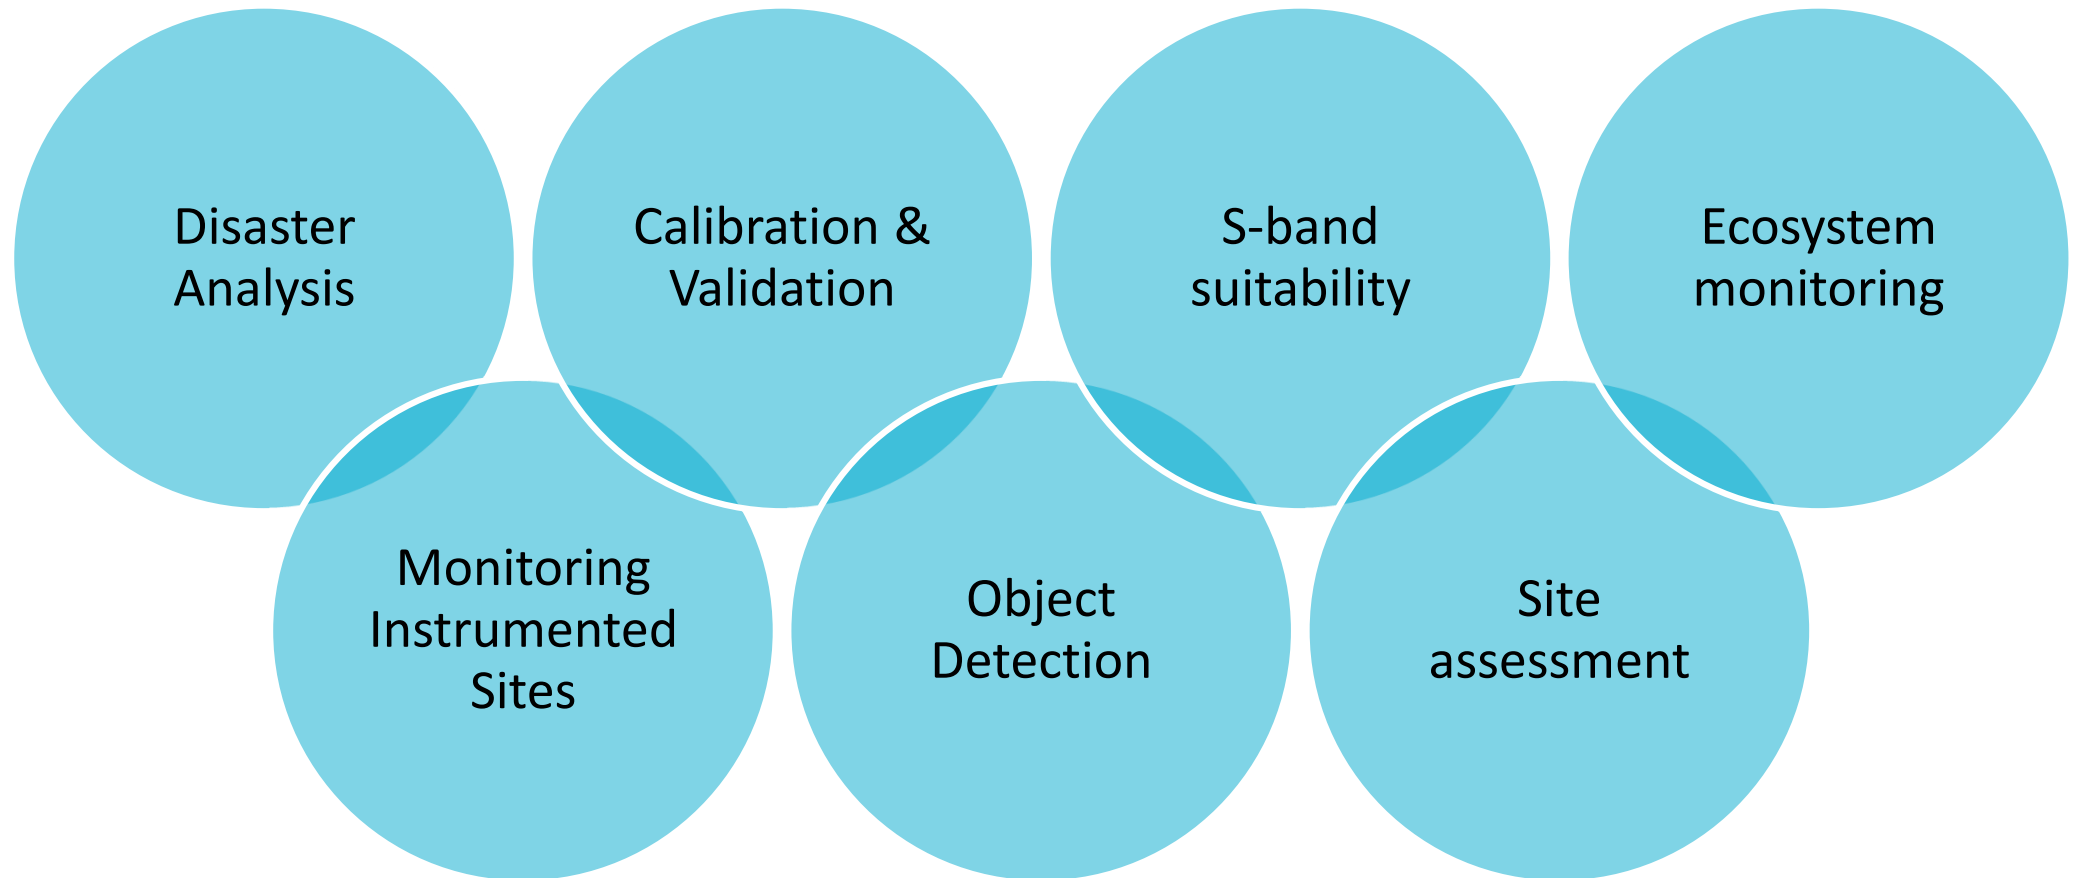 Disaster
Analysis
Calibration &
Validation
S-band
suitability
Ecosystem
monitoring
Monitoring
Instrumented
Sites
Object
Detection
Site
assessment